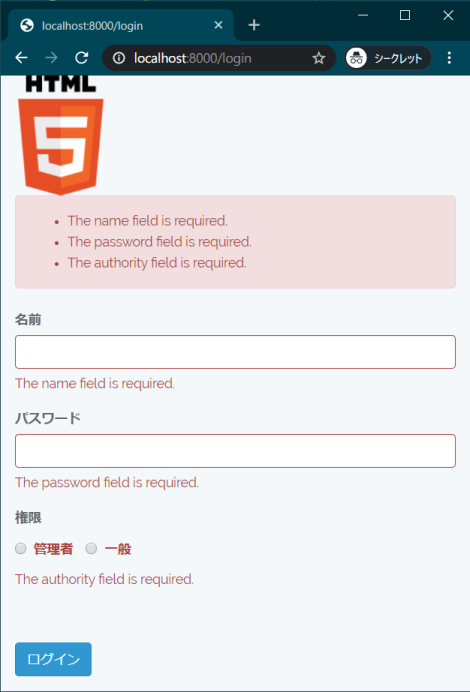 localhost:8000/login
localhost:8000/login
シークレット
HTML
5
The name field is required.
The password field is required.
The authority field is required.
名前
The name field is required.
パスワード
The password field is required.
権限
管理者 一般
The authority field is required.
ログイン